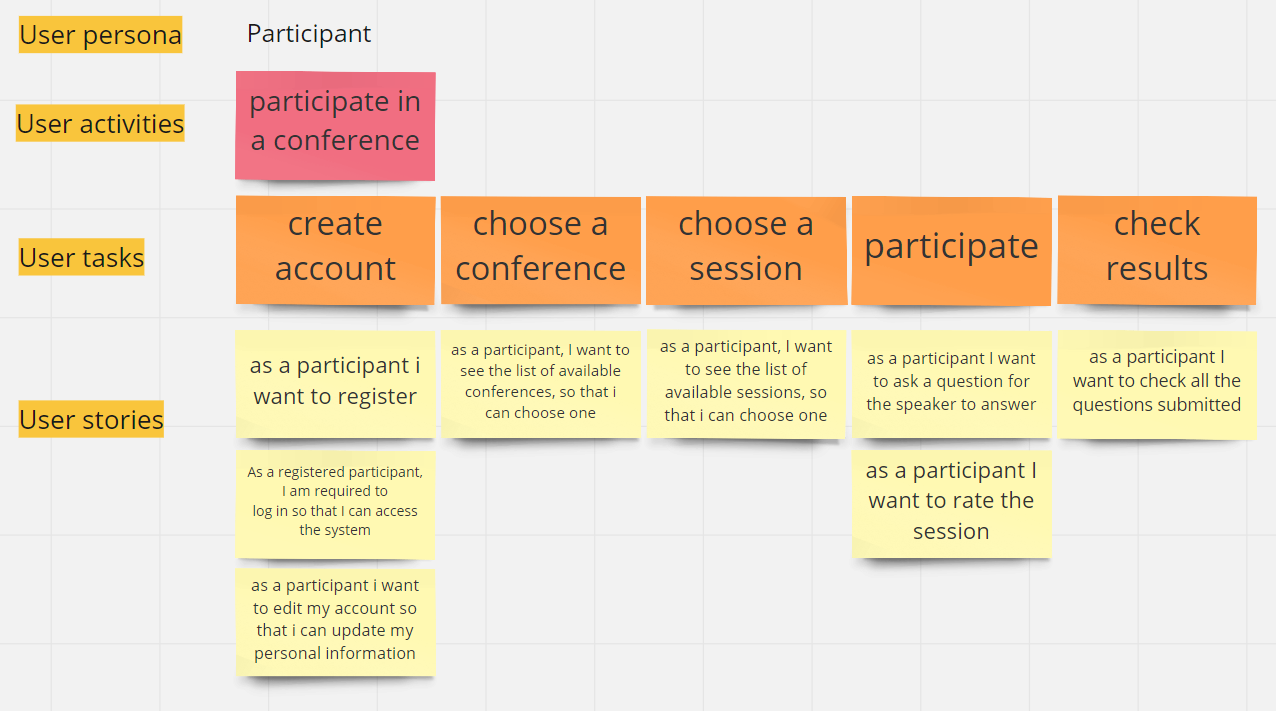 User persona
Participant
User activities
participate in
a conference
User tasks
create
account
choose a
conference
choose a
session
participate
check
results
User stories
as a participant i
want to register
as a participant, I want to
see the list of available
conferences, so that i
can choose one
as a participant, I want
to see the list of
available sessions, so
that i can choose one
as a participant I want
to ask a question for
the speaker to answer
as a participant I
want to check all the
questions submitted
As a registered participant,
I am required to
log in so that I can access
the system
as a participant I
want to rate the
session
as a participant i want
to edit my account so
that i can update my
personal information